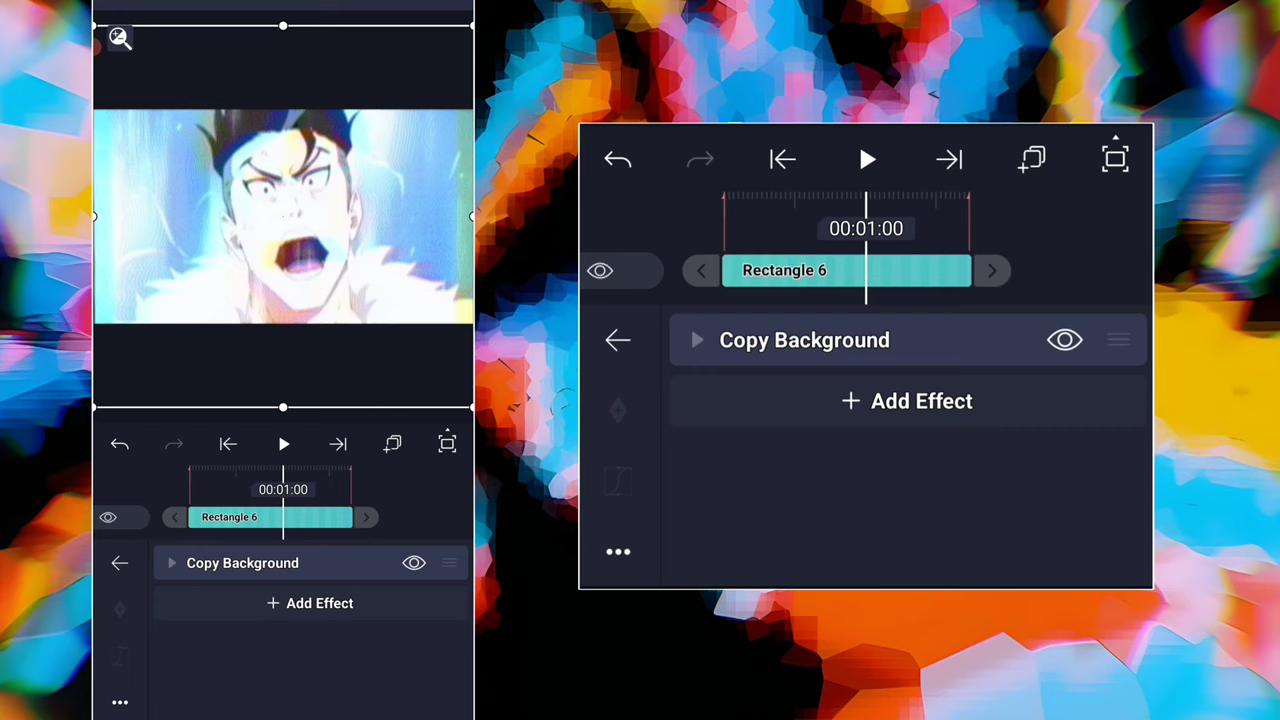 00:01:00
Rectangle 6
Copy Background
+ Add Effect
00:01:00
Rectangle 6
Copy Background
+ Add Effect